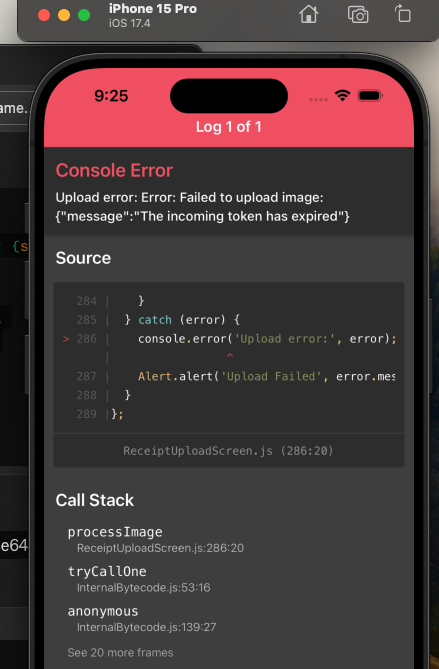 iPhone 15 Pro
iOS 17.4
ame.
9:25
Log 1 of 1
Console Error
Upload error: Error: Failed to upload image:
{"message":"The incoming token has expired"}
Source
{s
284 |    }
285 |  } catch (error) {
> 286 |    console.error('Upload error:', error);
|                 ^
287 |    Alert.alert('Upload Failed', error.mes
288 |  }
289 |};
ReceiptUploadScreen.js (286:20)
Call Stack
processImage
ReceiptUploadScreen.js:286:20
e64
tryCallOne
InternalBytecode.js:53:16
anonymous
InternalBytecode.js:139:27
See 20 more frames